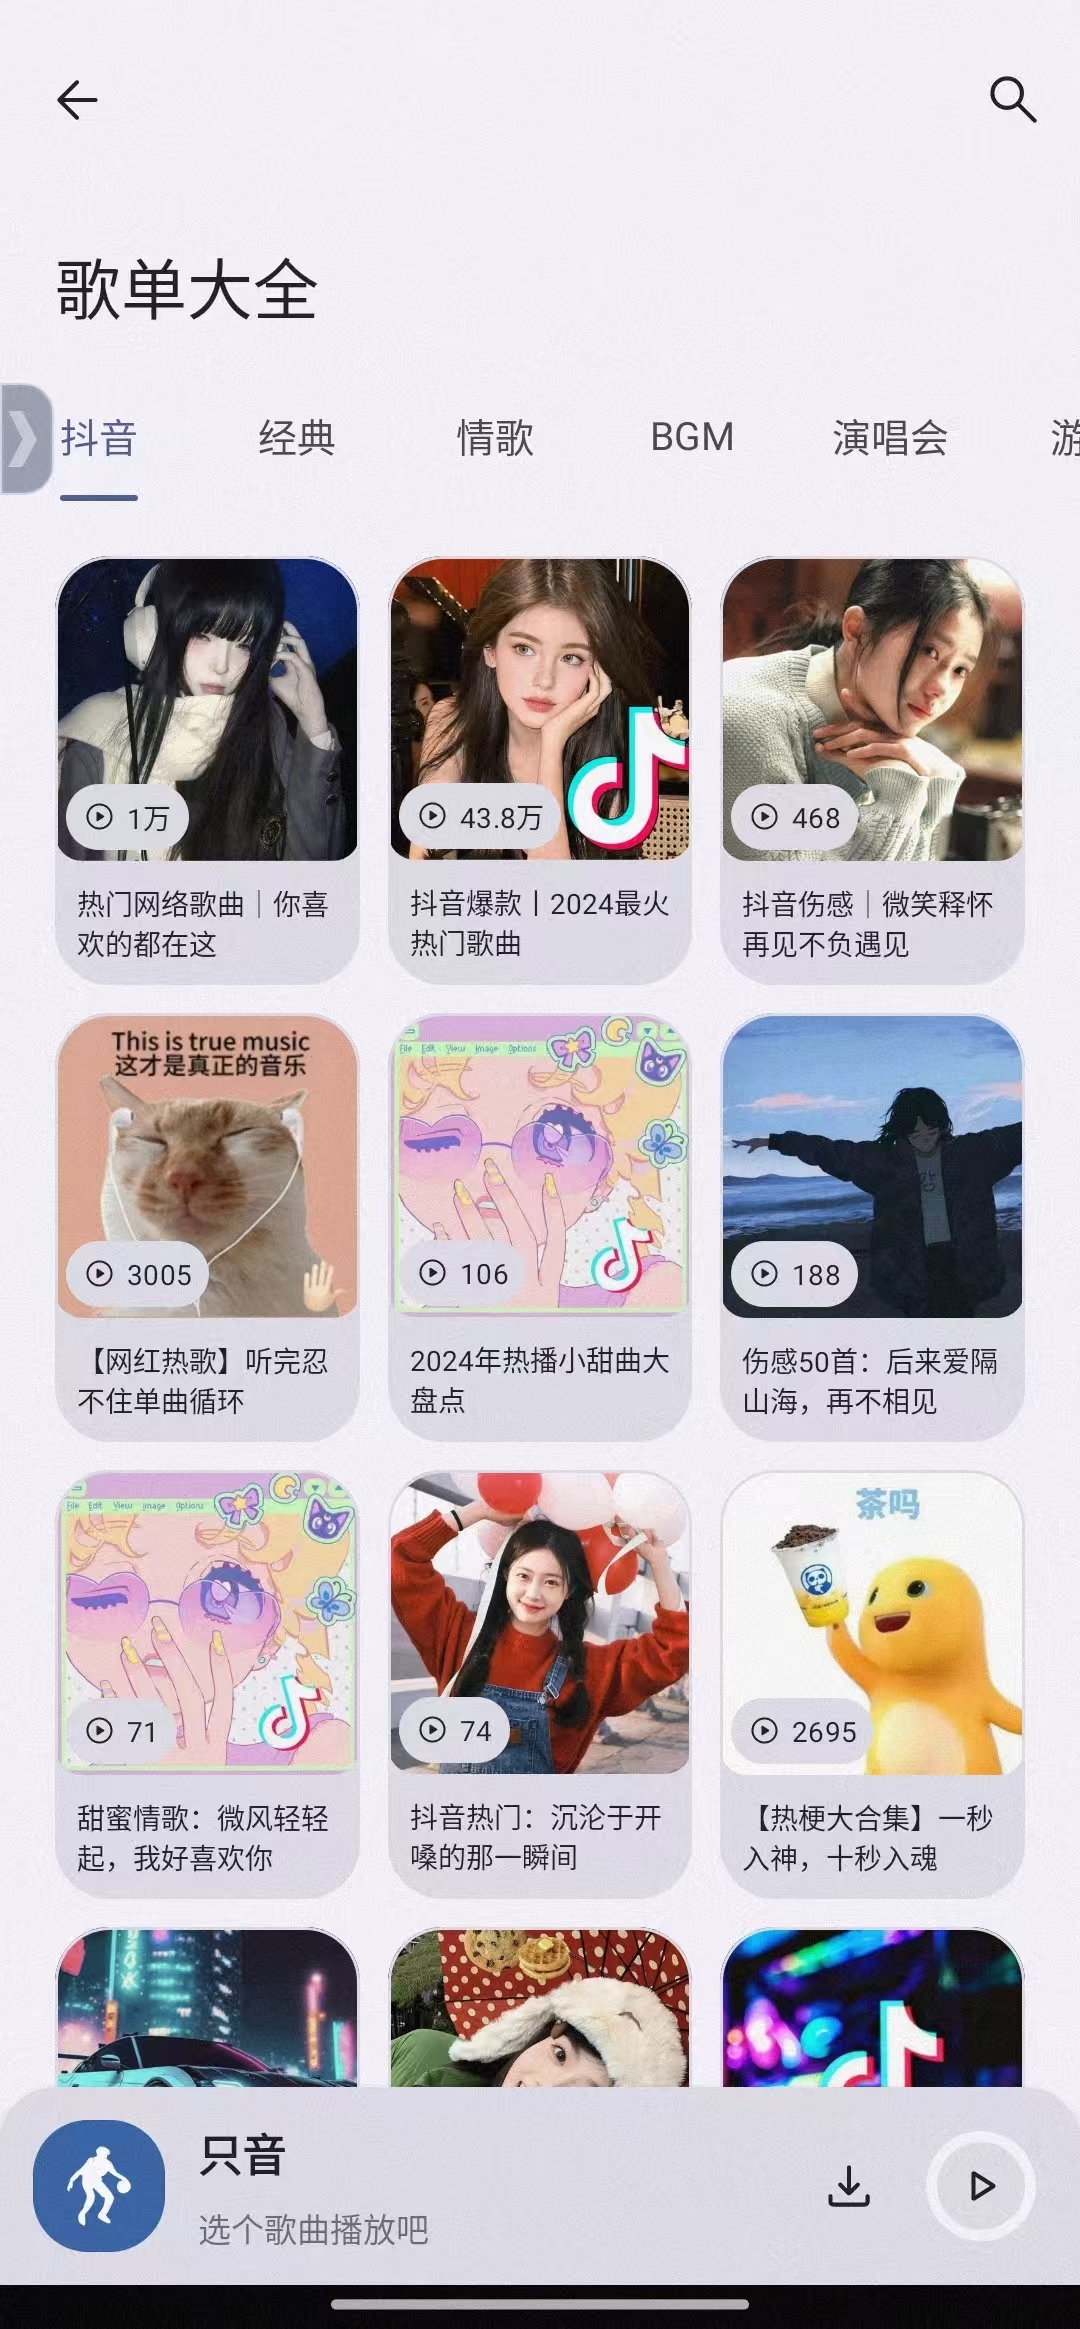 歌单大全
抖音
经典
情歌
BGM
演唱会
游
1万
43.8万
468
热门网络歌曲｜你喜
欢的都在这
抖音爆款丨2024最火
热门歌曲
抖音伤感｜微笑释怀
再见不负遇见
This is true music
这才是真正的音乐
File Edit View Image Options
3005
106
188
【网红热歌】听完忍
不住单曲循环
2024年热播小甜曲大
盘点
伤感50首：后来爱隔
山海，再不相见
File Edit View Image Options
茶吗
71
74
2695
甜蜜情歌：微风轻轻
起，我好喜欢你
抖音热门：沉沦于开
嗓的那一瞬间
【热梗大合集】一秒
入神，十秒入魂
只音
选个歌曲播放吧